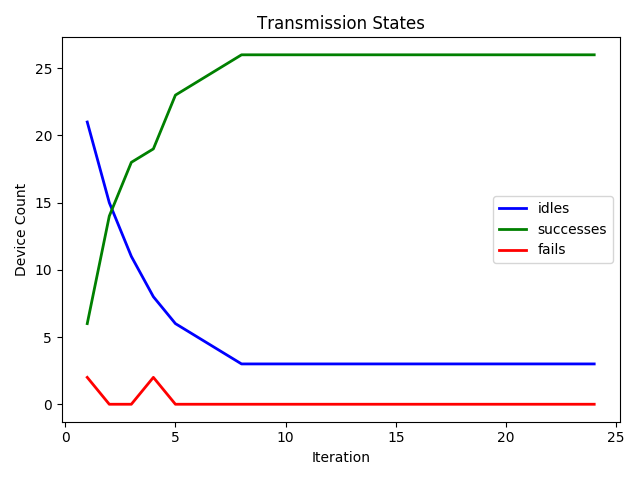 Transmission States
Device Count
25
20
15
10
5
0
idles
successes
fails
0 5 10 15 20 25
Iteration